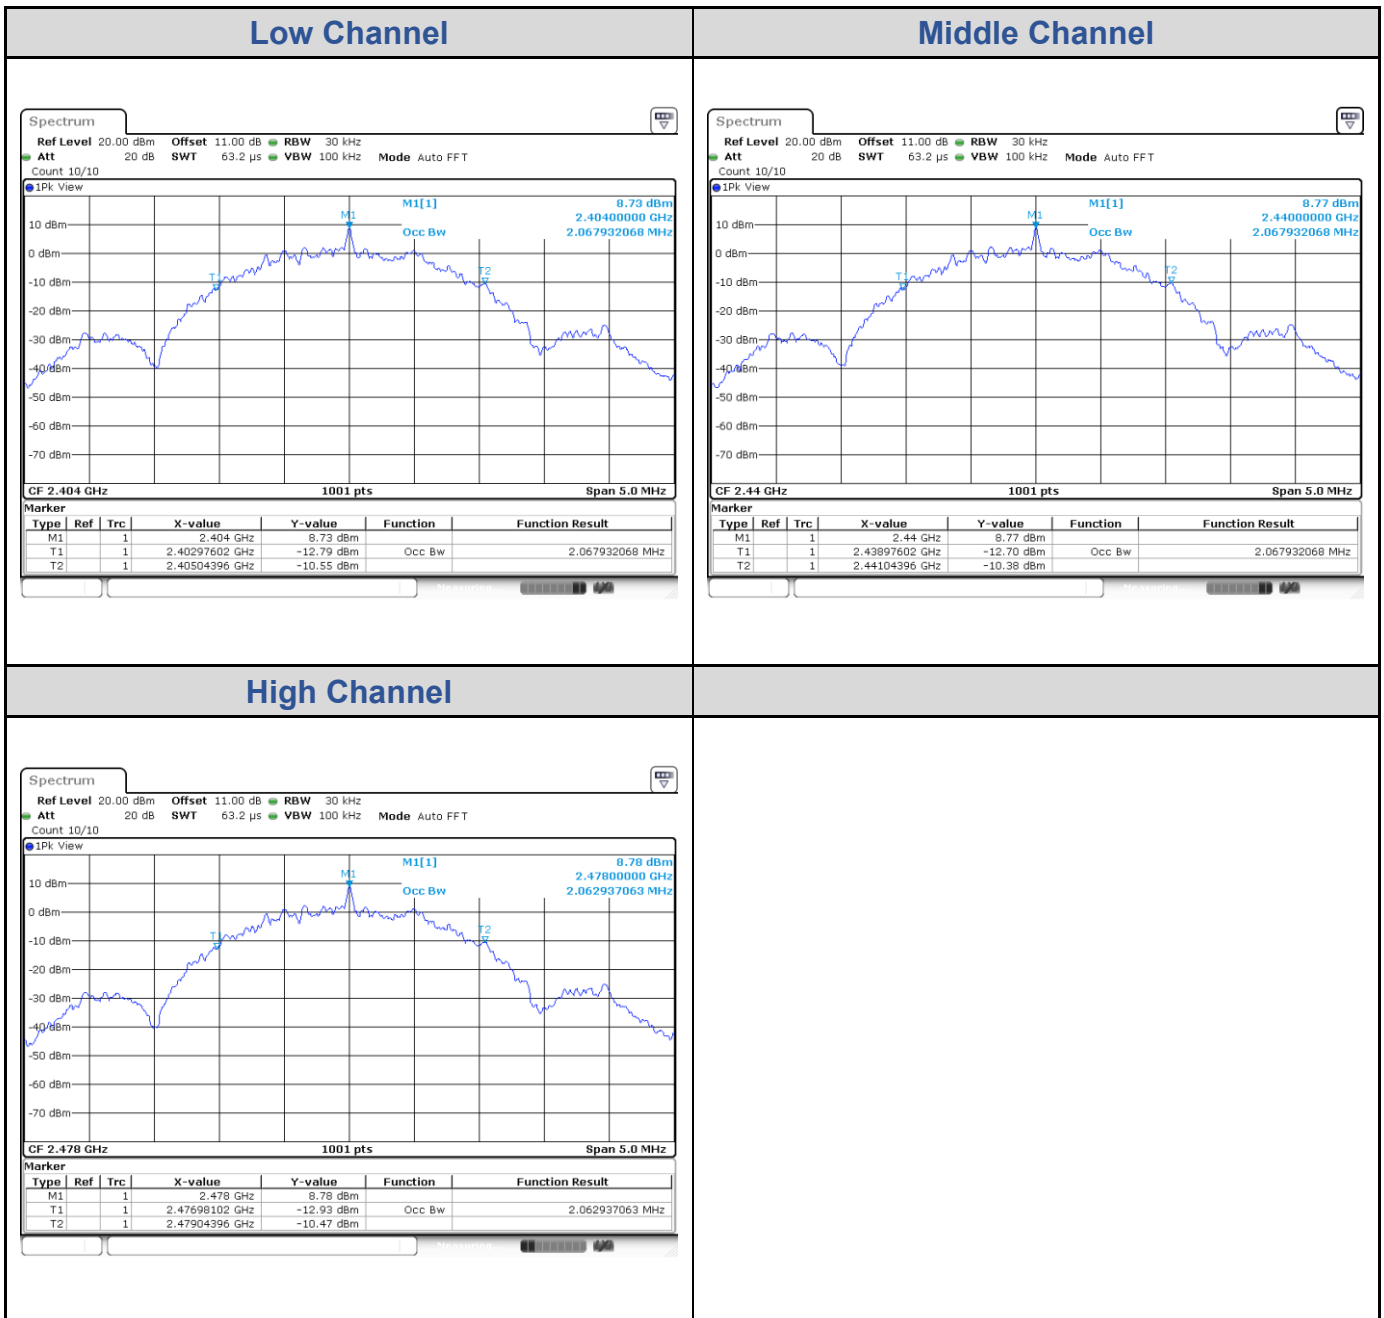 Low Channel
Spectrum
Ref Level 20.00 dBm Offset 11.00 dB RBW 30 kHz
Att 20 dB SWT 63.2 µs VBW 100 kHz Mode Auto FFT
Count 10/10
1Pk View
M1[1] 8.73 dBm
2.40400000 GHz
Occ Bw 2.067932068 MHz
M1
T1
T2
10 dBm
0 dBm
-10 dBm
-20 dBm
-30 dBm
-40 dBm
-50 dBm
-60 dBm
-70 dBm
CF 2.404 GHz 1001 pts Span 5.0 MHz
Marker
Type Ref Trc X-value Y-value Function Function Result
M1 1 2.404 GHz 8.73 dBm
T1 1 2.40297602 GHz -12.79 dBm Occ Bw 2.067932068 MHz
T2 1 2.40504396 GHz -10.55 dBm
Measuring...
Middle Channel
Spectrum
Ref Level 20.00 dBm Offset 11.00 dB RBW 30 kHz
Att 20 dB SWT 63.2 µs VBW 100 kHz Mode Auto FFT
Count 10/10
1Pk View
M1[1] 8.77 dBm
2.44000000 GHz
Occ Bw 2.067932068 MHz
M1
T1
T2
10 dBm
0 dBm
-10 dBm
-20 dBm
-30 dBm
-40 dBm
-50 dBm
-60 dBm
-70 dBm
CF 2.44 GHz 1001 pts Span 5.0 MHz
Marker
Type Ref Trc X-value Y-value Function Function Result
M1 1 2.44 GHz 8.77 dBm
T1 1 2.43897602 GHz -12.70 dBm Occ Bw 2.067932068 MHz
T2 1 2.44104396 GHz -10.38 dBm
Measuring...
High Channel
Spectrum
Ref Level 20.00 dBm Offset 11.00 dB RBW 30 kHz
Att 20 dB SWT 63.2 µs VBW 100 kHz Mode Auto FFT
Count 10/10
1Pk View
M1[1] 8.78 dBm
2.47800000 GHz
Occ Bw 2.062937063 MHz
M1
T1
T2
10 dBm
0 dBm
-10 dBm
-20 dBm
-30 dBm
-40 dBm
-50 dBm
-60 dBm
-70 dBm
CF 2.478 GHz 1001 pts Span 5.0 MHz
Marker
Type Ref Trc X-value Y-value Function Function Result
M1 1 2.478 GHz 8.78 dBm
T1 1 2.47698102 GHz -12.93 dBm Occ Bw 2.062937063 MHz
T2 1 2.47904396 GHz -10.47 dBm
Measuring...